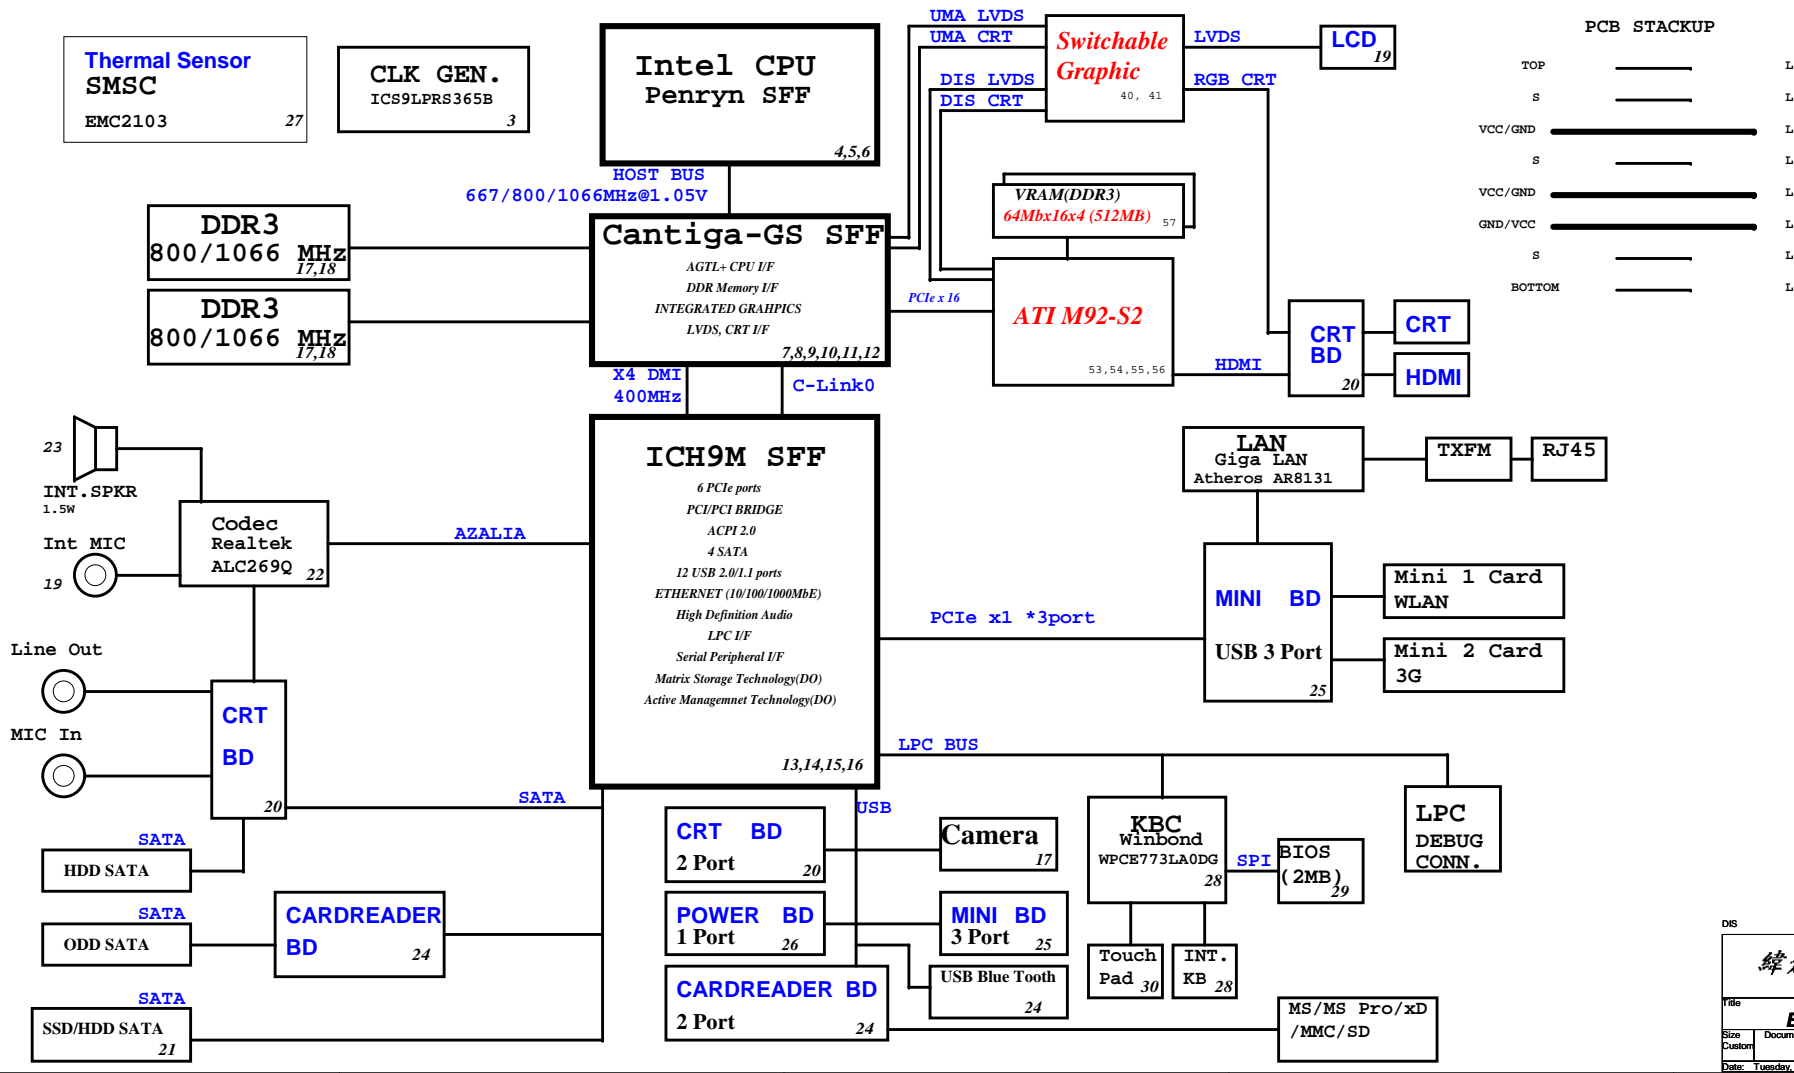 Thermal Sensor
SMSC
EMC2103
27
CLK GEN.
ICS9LPRS365B
3
Intel CPU
Penryn SFF
4,5,6
HOST BUS
667/800/1066MHz@1.05V
UMA LVDS
UMA CRT
DIS LVDS
DIS CRT
Switchable
Graphic
40, 41
LVDS
RGB CRT
LCD
19
PCB STACKUP
TOP
L
S
L
VCC/GND
L
S
L
VCC/GND
L
GND/VCC
L
S
L
BOTTOM
L
DDR3
800/1066 MHz
17,18
DDR3
800/1066 MHz
17,18
Cantiga-GS SFF
AGTL+ CPU I/F
DDR Memory I/F
INTEGRATED GRAHPICS
LVDS, CRT I/F
7,8,9,10,11,12
VRAM(DDR3)
64Mbx16x4 (512MB)
57
PCIe x 16
ATI M92-S2
53,54,55,56
HDMI
CRT
BD
20
CRT
HDMI
X4 DMI
400MHz
C-Link0
ICH9M SFF
6 PCIe ports
PCI/PCI BRIDGE
ACPI 2.0
4 SATA
12 USB 2.0/1.1 ports
ETHERNET (10/100/1000MbE)
High Definition Audio
LPC I/F
Serial Peripheral I/F
Matrix Storage Technology(DO)
Active Managemnet Technology(DO)
13,14,15,16
23
INT.SPKR
1.5W
Int MIC
19
Codec
Realtek
ALC269Q
22
AZALIA
Line Out
MIC In
CRT
BD
20
SATA
SATA
HDD SATA
SATA
ODD SATA
CARDREADER
BD
24
SATA
SSD/HDD SATA
21
LAN
Giga LAN
Atheros AR8131
TXFM
RJ45
PCIe x1 *3port
MINI BD
USB 3 Port
25
Mini 1 Card
WLAN
Mini 2 Card
3G
LPC BUS
USB
CRT BD
2 Port
20
Camera
17
POWER BD
1 Port
26
MINI BD
3 Port
25
CARDREADER BD
2 Port
24
USB Blue Tooth
24
KBC
Winbond
WPCE773LA0DG
28
SPI
BIOS
(2MB)
29
LPC
DEBUG
CONN.
Touch
Pad
30
INT.
KB
28
MS/MS Pro/xD
/MMC/SD
DIS
緯
Title
Size
Custom
Date: Tuesday,